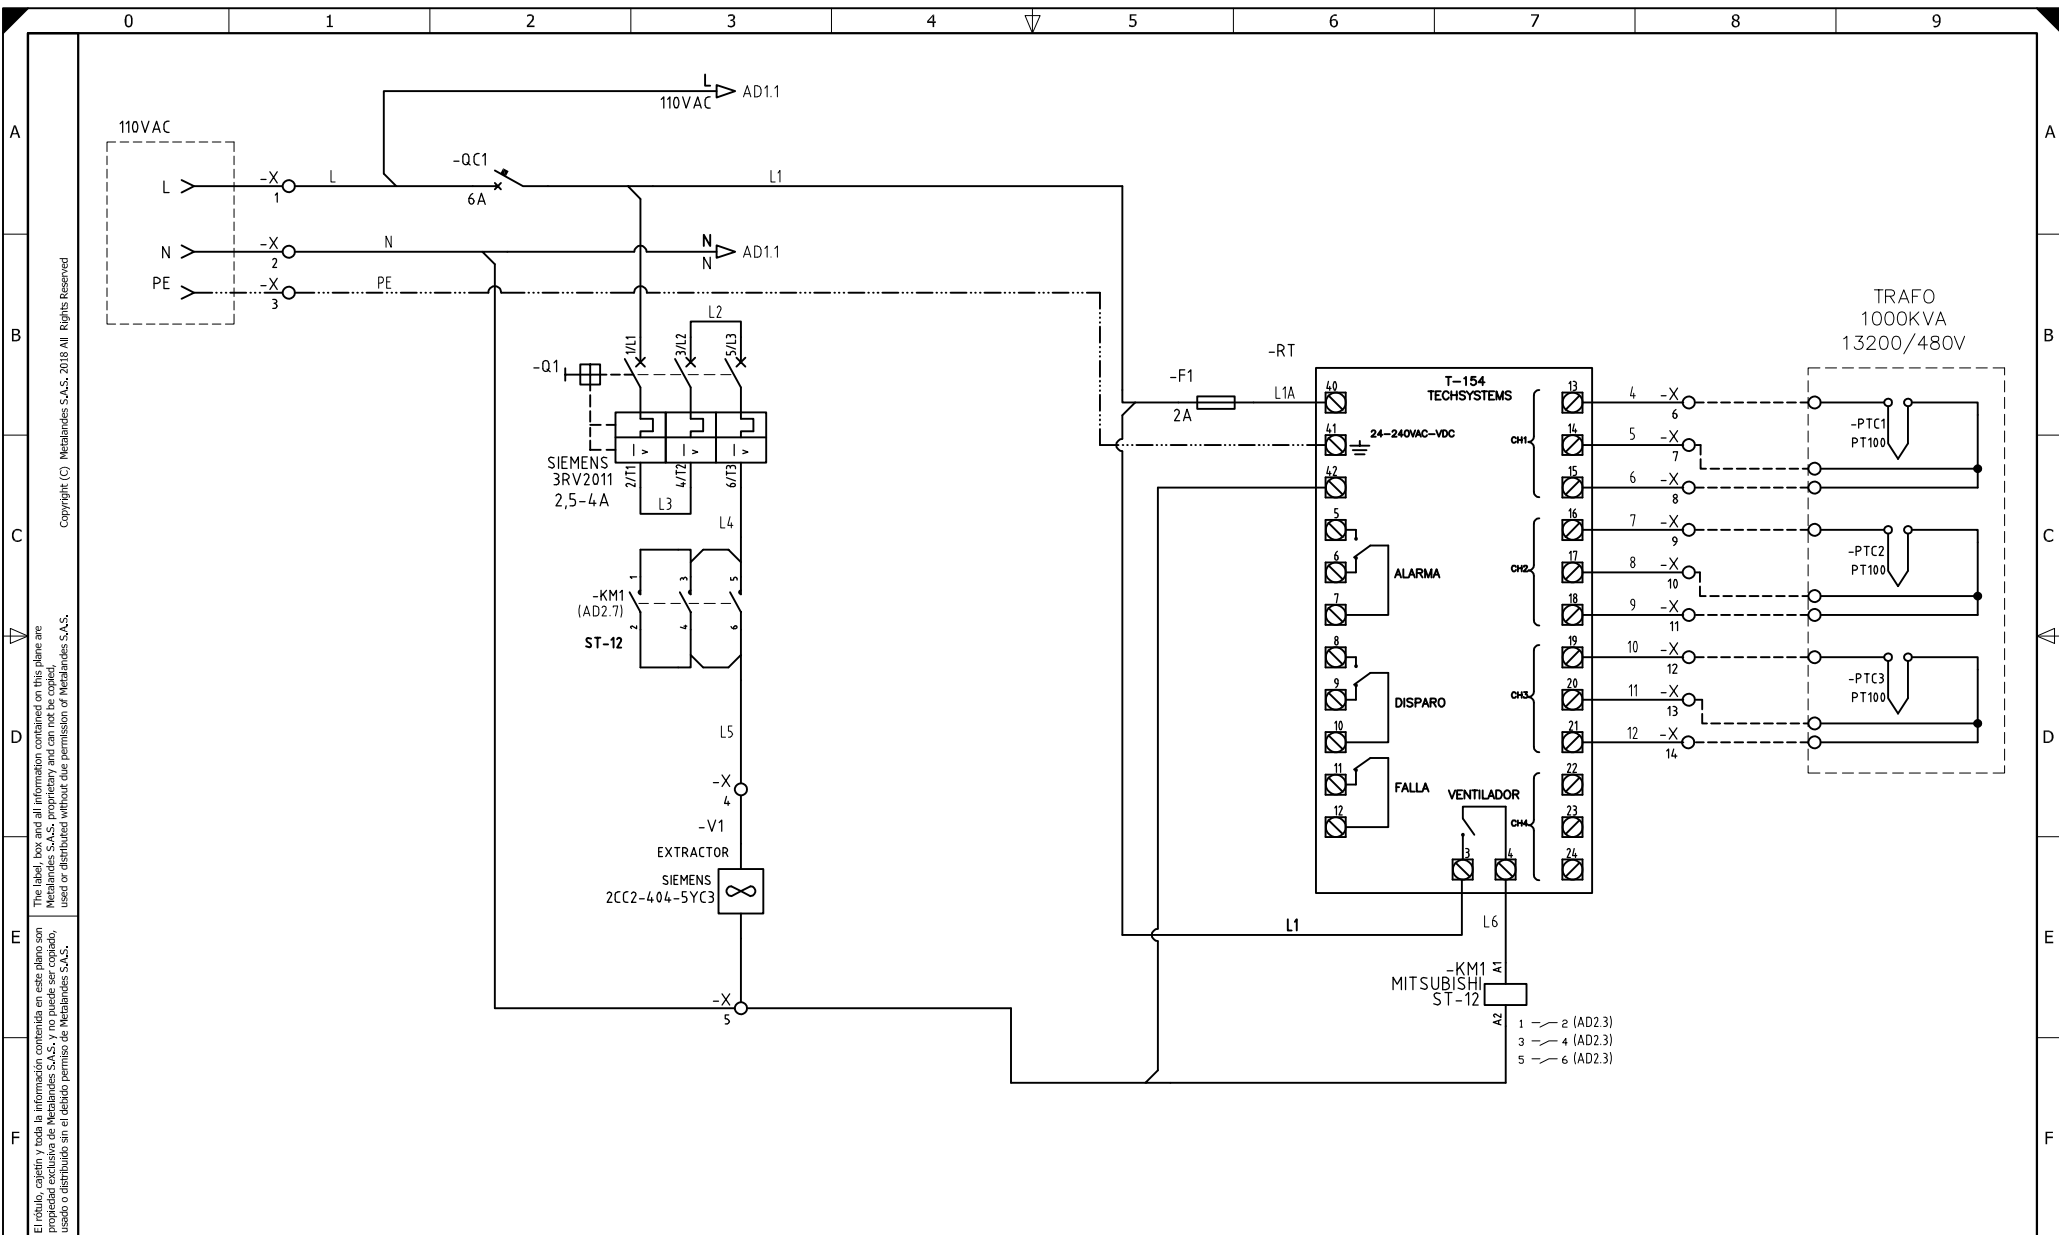 0 1 2 3 4 5 6 7 8 9
A
B
C
D
E
F
A
B
C
D
E
F
Copyright (C) Metalandes S.A.S. 2018 All Rights Reserved
The label, box and all information contained on this plane are
Metalandes S.A.S. proprietary and can not be copied,
used or distributed without due permission of Metalandes S.A.S.
El rótulo, cajetín y toda la información contenida en este plano son
propiedad exclusiva de Metalandes S.A.S. y no puede ser copiado,
usado o distribuido sin el debido permiso de Metalandes S.A.S.
110VAC
L
-X
1
L
N
-X
2
N
PE
-X
3
PE
L
110VAC
AD1.1
-QC1
6A
L1
N
N
AD1.1
L2
1/L1
3/L2
5/L3
-Q1
I >
I >
I >
SIEMENS
3RV2011
2,5-4A
2/T1
4/T2
6/T3
L3
L4
1
3
5
-KM1
(AD2.7)
2
4
6
ST-12
L5
-X
4
-V1
EXTRACTOR
SIEMENS
2CC2-404-5YC3
-X
5
-F1
2A
L1A
-RT
T-154
TECHSYSTEMS
24-240VAC-VDC
40
41
42
5
6
7
ALARMA
8
9
10
DISPARO
11
12
FALLA
VENTILADOR
3
4
CH1
CH2
CH3
CH4
13
14
15
16
17
18
19
20
21
22
23
24
L1
L6
-KM1
MITSUBISHI
ST-12
A1
A2
1 2 (AD2.3)
3 4 (AD2.3)
5 6 (AD2.3)
4 -X
6
5 -X
7
6 -X
8
7 -X
9
8 -X
10
9 -X
11
10 -X
12
11 -X
13
12 -X
14
TRAFO
1000KVA
13200/480V
-PTC1
PT100
-PTC2
PT100
-PTC3
PT100